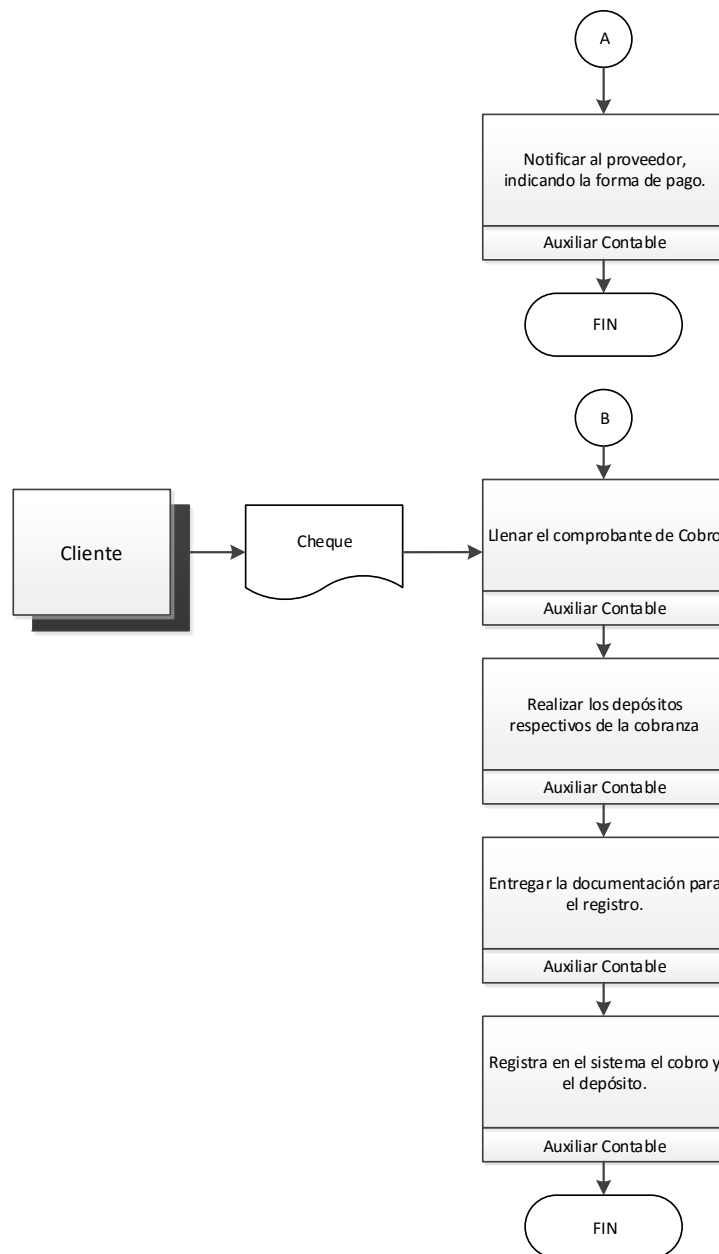 A
Notificar al proveedor,
indicando la forma de pago.
Auxiliar Contable
FIN
B
Cliente
Cheque
Llenar el comprobante de Cobro
Auxiliar Contable
Realizar los depósitos
respectivos de la cobranza
Auxiliar Contable
Entregar la documentación para
el registro.
Auxiliar Contable
Registra en el sistema el cobro y
el depósito.
Auxiliar Contable
FIN